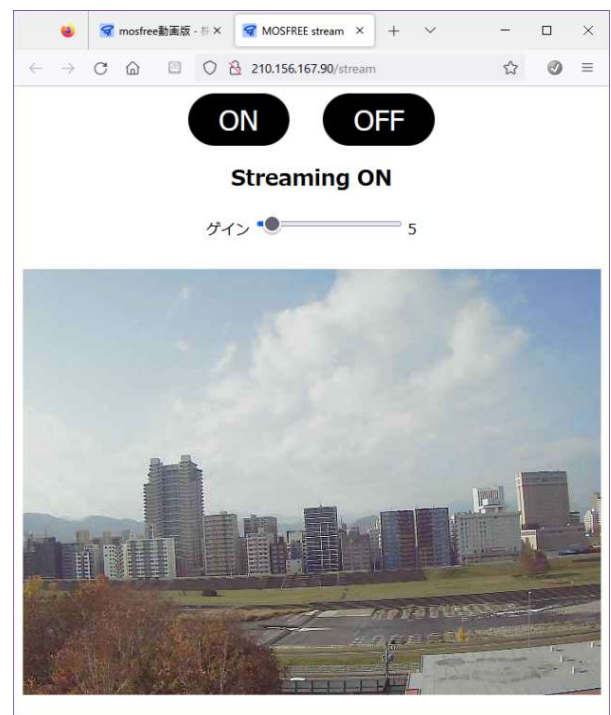 mosfree動画版 - 株
MOSFREE stream
210.156.167.90/stream
ON OFF
Streaming ON
ゲイン 5